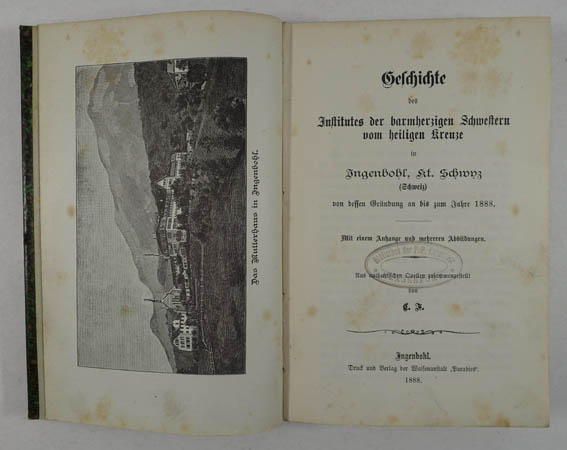 Das Mutterhaus in Ingenbohl.
Geschichte
des
Institutes der barmherzigen Schwestern
vom heiligen Kreuze
in
Ingenbohl, Kt. Schwyz
(Schweiz)
von dessen Gründung an bis zum Jahre 1888.
Mit einem Anhange und mehreren Abbildungen.
Aus authentischen Quellen zusammengestellt
von
C. F.
Ingenbohl.
Druck und Verlag der Waisenanstalt „Paradies“.
1888.